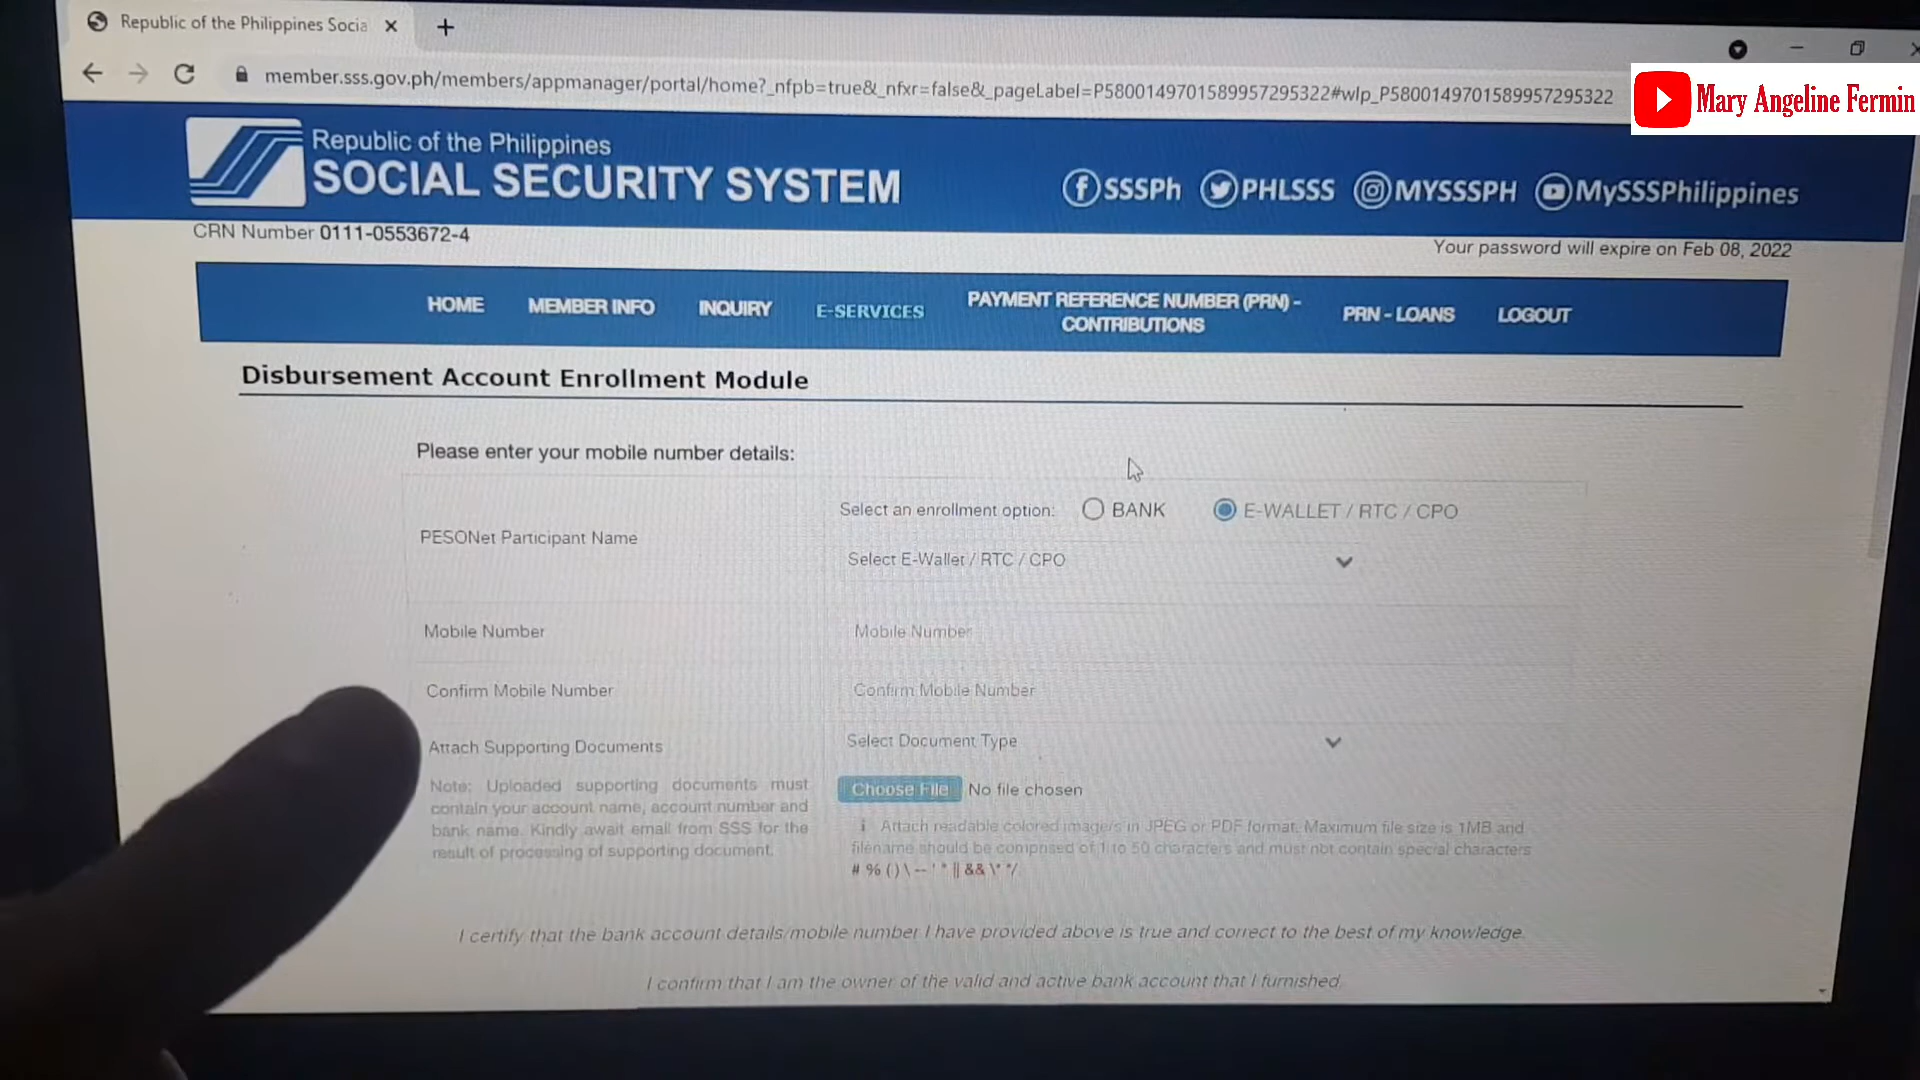 Republic of the Philippines Socia
member.sss.gov.ph/members/appmanager/portal/home?_nfpb=true&_nfxr=false&_pageLabel=P5800149701589957295322#wlp_P5800149701589957295322
Mary Angeline Fermin
Republic of the Philippines
SOCIAL SECURITY SYSTEM
SSSPh PHLSSS MYSSSPH MySSSPhilippines
CRN Number 0111-0553672-4
Your password will expire on Feb 08, 2022
HOME MEMBER INFO INQUIRY E-SERVICES PAYMENT REFERENCE NUMBER (PRN) - CONTRIBUTIONS PRN - LOANS LOGOUT
Disbursement Account Enrollment Module
Please enter your mobile number details:
Select an enrollment option: BANK E-WALLET / RTC / CPO
PESONet Participant Name
Select E-Wallet / RTC / CPO
Mobile Number Mobile Number
Confirm Mobile Number Confirm Mobile Number
Attach Supporting Documents Select Document Type
Note: Uploaded supporting documents must
contain your account name, account number and
bank name. Kindly await email from SSS for the
result of processing of supporting document.
Choose File No file chosen
i Attach readable colored imagers in JPEG or PDF format. Maximum file size is 1MB and
filename should be comprised of 1 to 50 characters and must not contain special characters
# % ( ) \ -- ' " || && \* */
I certify that the bank account details/mobile number I have provided above is true and correct to the best of my knowledge.
I confirm that I am the owner of the valid and active bank account that I furnished.